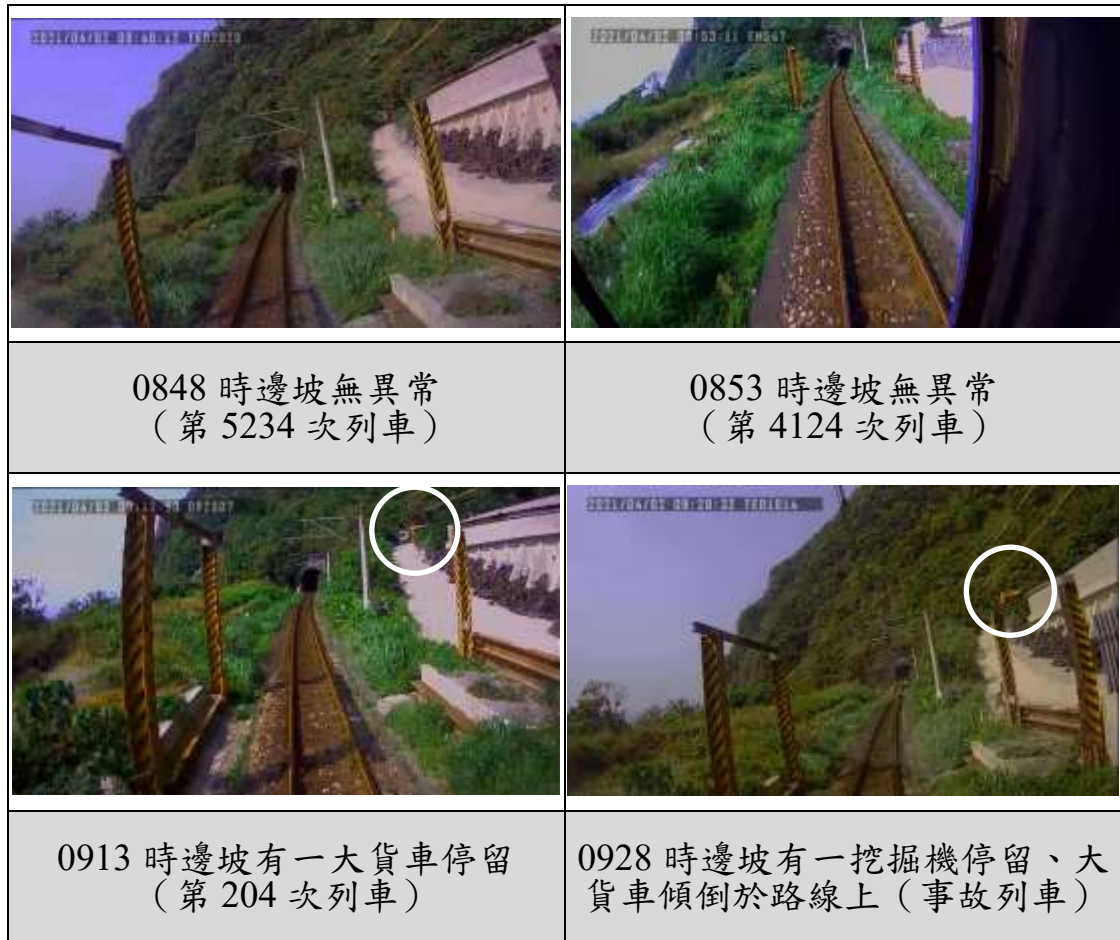 0848 時邊坡無異常
（第 5234 次列車）
0853 時邊坡無異常
（第 4124 次列車）
0913 時邊坡有一大貨車停留
（第 204 次列車）
0928 時邊坡有一挖掘機停留、大
貨車傾倒於路線上（事故列車）